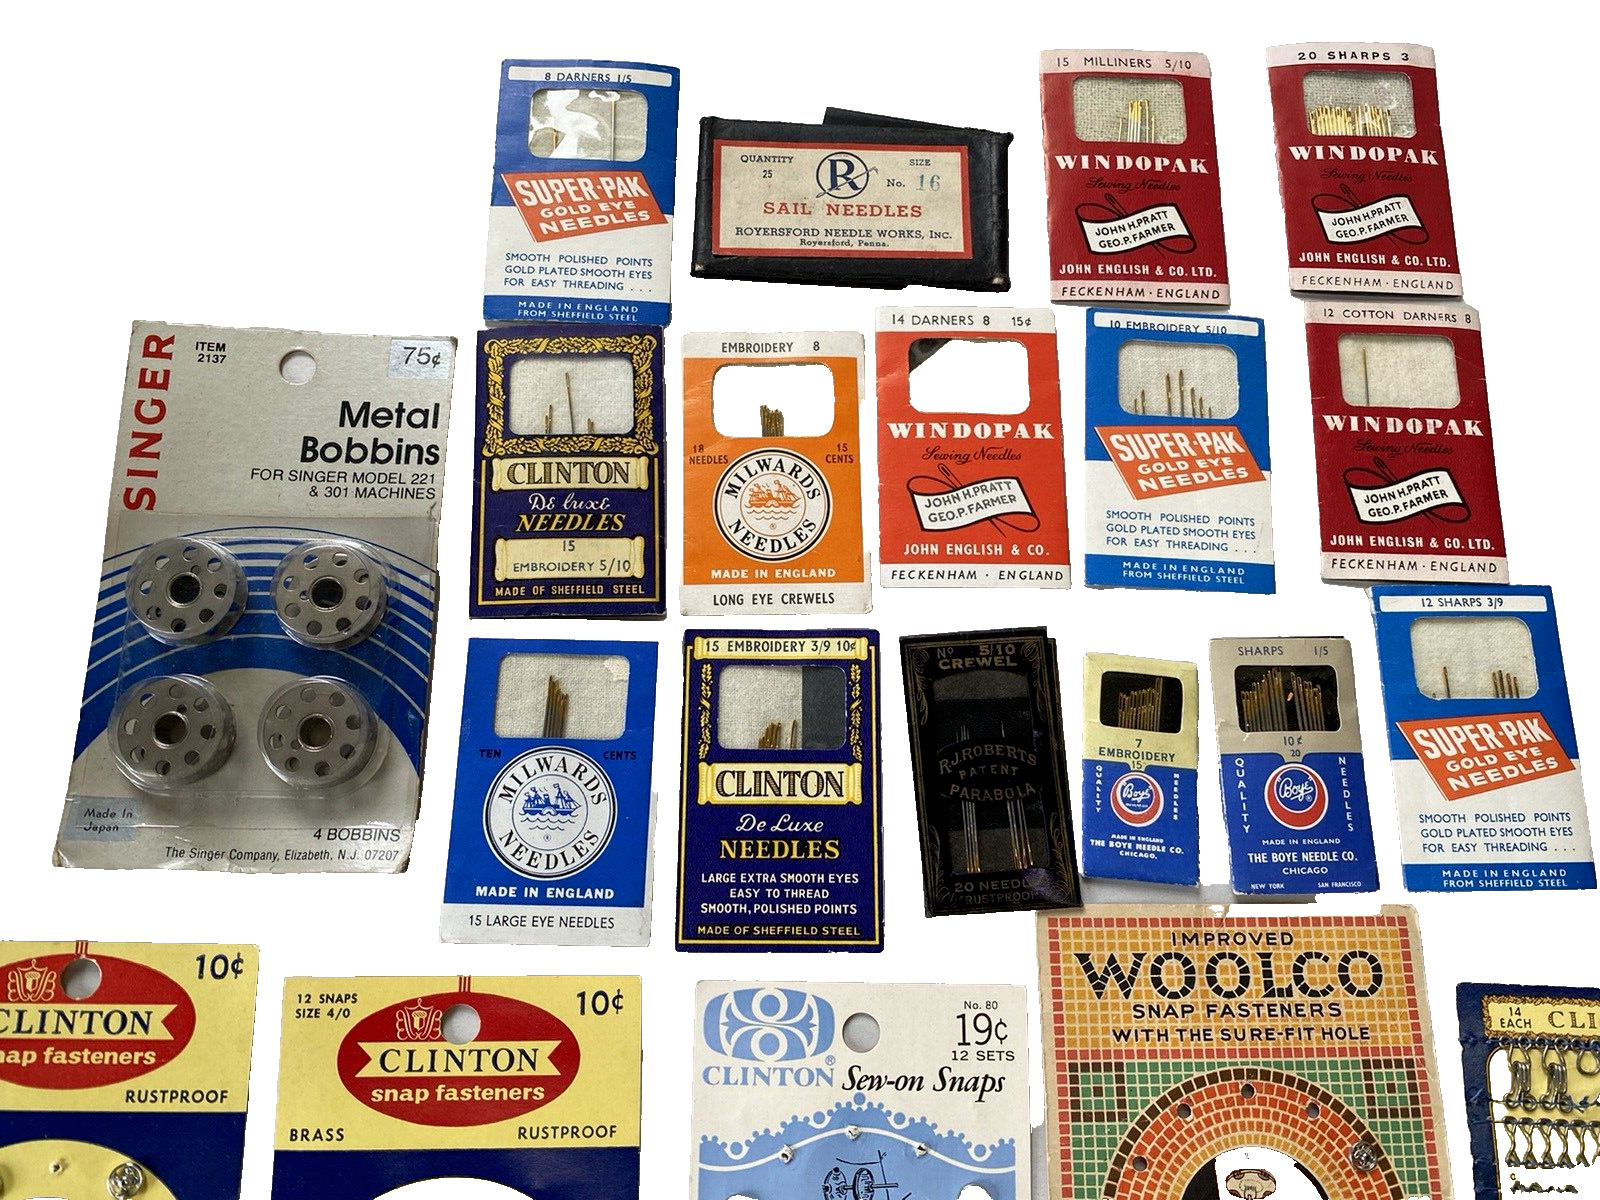 8 DARNERS 1/5
SUPER-PAK
GOLD EYE
NEEDLES
SMOOTH POLISHED POINTS
GOLD PLATED SMOOTH EYES
FOR EASY THREADING . . .
MADE IN ENGLAND
FROM SHEFFIELD STEEL
QUANTITY
25
R
SIZE
No. 16
SAIL NEEDLES
ROYERSFORD NEEDLE WORKS, INC.
Royersford, Penna.
15 MILLINERS 5/10
WINDOPAK
Sewing Needles
JOHN H.PRATT
GEO.P.FARMER
JOHN ENGLISH & CO. LTD.
FECKENHAM · ENGLAND
20 SHARPS 3
WINDOPAK
Sewing Needles
JOHN H.PRATT
GEO.P.FARMER
JOHN ENGLISH & CO. LTD.
FECKENHAM · ENGLAND
SINGER
ITEM
2137
75¢
Metal
Bobbins
FOR SINGER MODEL 221
& 301 MACHINES
Made In
Japan
4 BOBBINS
The Singer Company, Elizabeth, N.J. 07207
CLINTON
De luxe
NEEDLES
15
EMBROIDERY 5/10
MADE OF SHEFFIELD STEEL
EMBROIDERY 8
18
NEEDLES
15
CENTS
MILWARDS
NEEDLES
MADE IN ENGLAND
LONG EYE CREWELS
14 DARNERS 8 15¢
WINDOPAK
Sewing Needles
JOHN H.PRATT
GEO.P.FARMER
JOHN ENGLISH & CO.
FECKENHAM · ENGLAND
10 EMBROIDERY 5/10
SUPER-PAK
GOLD EYE
NEEDLES
SMOOTH POLISHED POINTS
GOLD PLATED SMOOTH EYES
FOR EASY THREADING . . .
MADE IN ENGLAND
FROM SHEFFIELD STEEL
12 COTTON DARNERS 8
WINDOPAK
Sewing Needles
JOHN H.PRATT
GEO.P.FARMER
JOHN ENGLISH & CO. LTD.
FECKENHAM · ENGLAND
TEN CENTS
MILWARDS
NEEDLES
MADE IN ENGLAND
15 LARGE EYE NEEDLES
15 EMBROIDERY 3/9 10¢
CLINTON
De Luxe
NEEDLES
LARGE EXTRA SMOOTH EYES
EASY TO THREAD
SMOOTH, POLISHED POINTS
MADE OF SHEFFIELD STEEL
No 5/10
CREWEL
R.J.ROBERTS
PATENT
PARABOLA
20 NEEDL
RUSTPROOF
7
EMBROIDERY
15
QUALITY
Boye
NEEDLES
MADE IN ENGLAND
THE BOYE NEEDLE CO.
CHICAGO.
SHARPS 1/5
10¢
20
QUALITY
Boye
NEEDLES
MADE IN ENGLAND
THE BOYE NEEDLE CO.
CHICAGO
NEW YORK SAN FRANCISCO
12 SHARPS 3/9
SUPER-PAK
GOLD EYE
NEEDLES
SMOOTH POLISHED POINTS
GOLD PLATED SMOOTH EYES
FOR EASY THREADING . . .
MADE IN ENGLAND
FROM SHEFFIELD STEEL
10¢
CLINTON
nap fasteners
RUSTPROOF
12 SNAPS
SIZE 4/0
10¢
CLINTON
snap fasteners
BRASS RUSTPROOF
No. 80
19¢
12 SETS
CLINTON® Sew-on Snaps
IMPROVED
WOOLCO
SNAP FASTENERS
WITH THE SURE-FIT HOLE
14
EACH
CLI